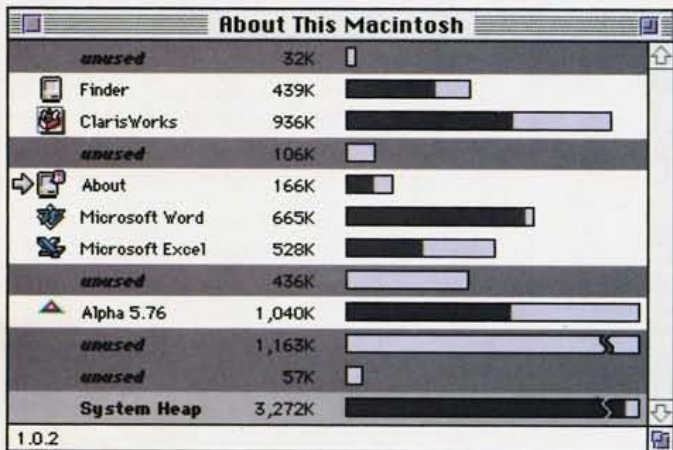 About This Macintosh
unused 32K
Finder 439K
ClarisWorks 936K
unused 106K
About 166K
Microsoft Word 665K
Microsoft Excel 528K
unused 436K
Alpha 5.76 1,040K
unused 1,163K
unused 57K
System Heap 3,272K
1.0.2